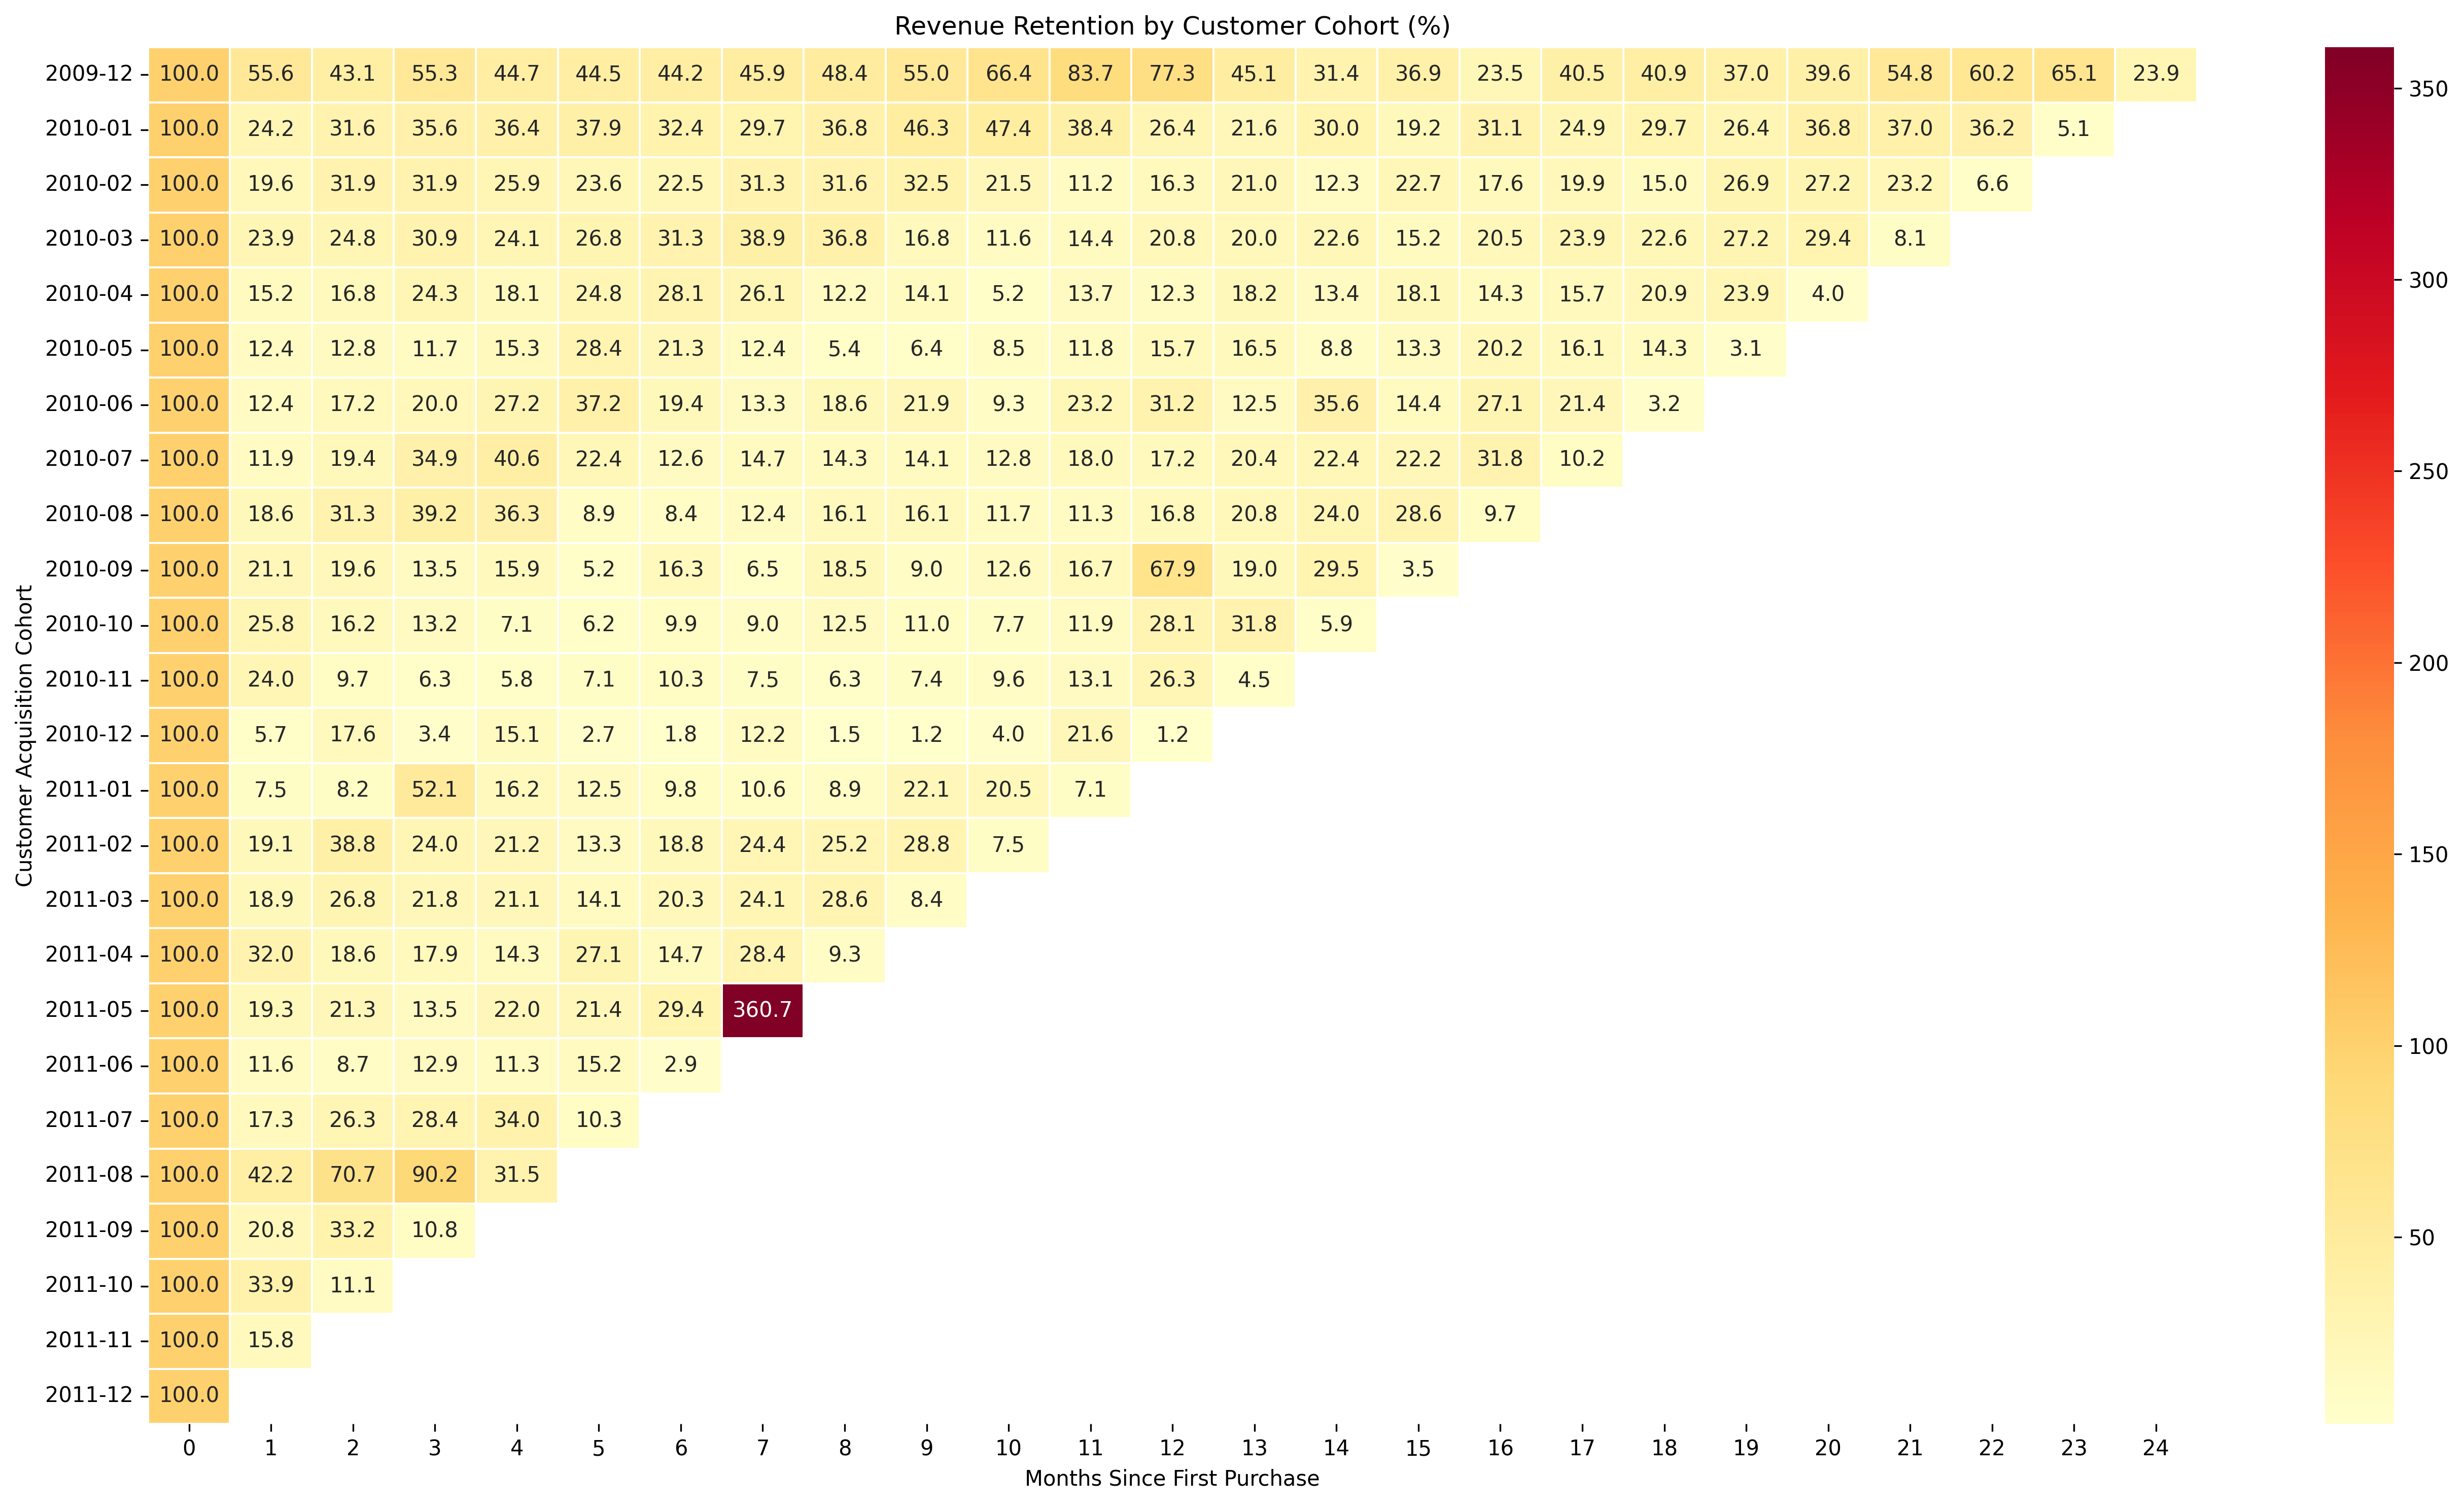 Revenue Retention by Customer Cohort (%)
Customer Acquisition Cohort
2009-12 100.0 55.6 43.1 55.3 44.7 44.5 44.2 45.9 48.4 55.0 66.4 83.7 77.3 45.1 31.4 36.9 23.5 40.5 40.9 37.0 39.6 54.8 60.2 65.1 23.9
2010-01 100.0 24.2 31.6 35.6 36.4 37.9 32.4 29.7 36.8 46.3 47.4 38.4 26.4 21.6 30.0 19.2 31.1 24.9 29.7 26.4 36.8 37.0 36.2 5.1
2010-02 100.0 19.6 31.9 31.9 25.9 23.6 22.5 31.3 31.6 32.5 21.5 11.2 16.3 21.0 12.3 22.7 17.6 19.9 15.0 26.9 27.2 23.2 6.6
2010-03 100.0 23.9 24.8 30.9 24.1 26.8 31.3 38.9 36.8 16.8 11.6 14.4 20.8 20.0 22.6 15.2 20.5 23.9 22.6 27.2 29.4 8.1
2010-04 100.0 15.2 16.8 24.3 18.1 24.8 28.1 26.1 12.2 14.1 5.2 13.7 12.3 18.2 13.4 18.1 14.3 15.7 20.9 23.9 4.0
2010-05 100.0 12.4 12.8 11.7 15.3 28.4 21.3 12.4 5.4 6.4 8.5 11.8 15.7 16.5 8.8 13.3 20.2 16.1 14.3 3.1
2010-06 100.0 12.4 17.2 20.0 27.2 37.2 19.4 13.3 18.6 21.9 9.3 23.2 31.2 12.5 35.6 14.4 27.1 21.4 3.2
2010-07 100.0 11.9 19.4 34.9 40.6 22.4 12.6 14.7 14.3 14.1 12.8 18.0 17.2 20.4 22.4 22.2 31.8 10.2
2010-08 100.0 18.6 31.3 39.2 36.3 8.9 8.4 12.4 16.1 16.1 11.7 11.3 16.8 20.8 24.0 28.6 9.7
2010-09 100.0 21.1 19.6 13.5 15.9 5.2 16.3 6.5 18.5 9.0 12.6 16.7 67.9 19.0 29.5 3.5
2010-10 100.0 25.8 16.2 13.2 7.1 6.2 9.9 9.0 12.5 11.0 7.7 11.9 28.1 31.8 5.9
2010-11 100.0 24.0 9.7 6.3 5.8 7.1 10.3 7.5 6.3 7.4 9.6 13.1 26.3 4.5
2010-12 100.0 5.7 17.6 3.4 15.1 2.7 1.8 12.2 1.5 1.2 4.0 21.6 1.2
2011-01 100.0 7.5 8.2 52.1 16.2 12.5 9.8 10.6 8.9 22.1 20.5 7.1
2011-02 100.0 19.1 38.8 24.0 21.2 13.3 18.8 24.4 25.2 28.8 7.5
2011-03 100.0 18.9 26.8 21.8 21.1 14.1 20.3 24.1 28.6 8.4
2011-04 100.0 32.0 18.6 17.9 14.3 27.1 14.7 28.4 9.3
2011-05 100.0 19.3 21.3 13.5 22.0 21.4 29.4 360.7
2011-06 100.0 11.6 8.7 12.9 11.3 15.2 2.9
2011-07 100.0 17.3 26.3 28.4 34.0 10.3
2011-08 100.0 42.2 70.7 90.2 31.5
2011-09 100.0 20.8 33.2 10.8
2011-10 100.0 33.9 11.1
2011-11 100.0 15.8
2011-12 100.0
0 1 2 3 4 5 6 7 8 9 10 11 12 13 14 15 16 17 18 19 20 21 22 23 24
Months Since First Purchase
350
300
250
200
150
100
50